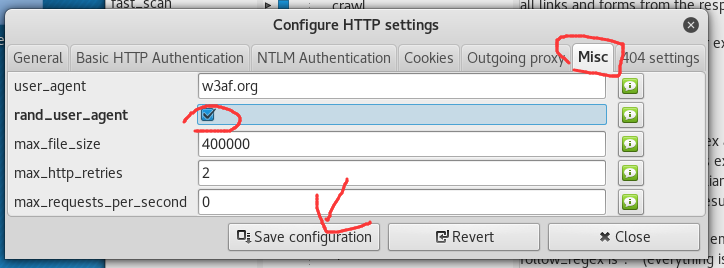 fast_scan
crawl
all links and forms from the resp
Configure HTTP settings
General Basic HTTP Authentication NTLM Authentication Cookies Outgoing proxy Misc 404 settings
user_agent w3af.org
rand_user_agent
max_file_size 400000
max_http_retries 2
max_requests_per_second 0
Save configuration Revert Close
follow_regex is ".*" (everything is